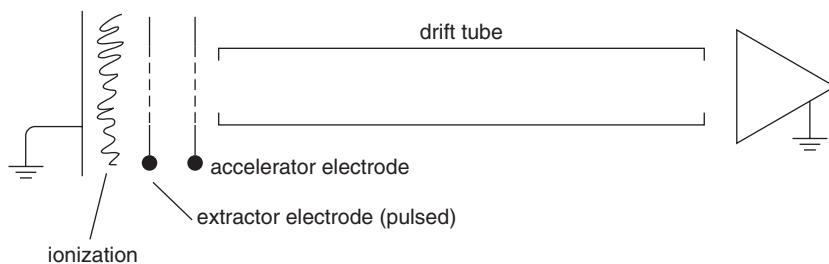 drift tube
accelerator electrode
extractor electrode (pulsed)
ionization